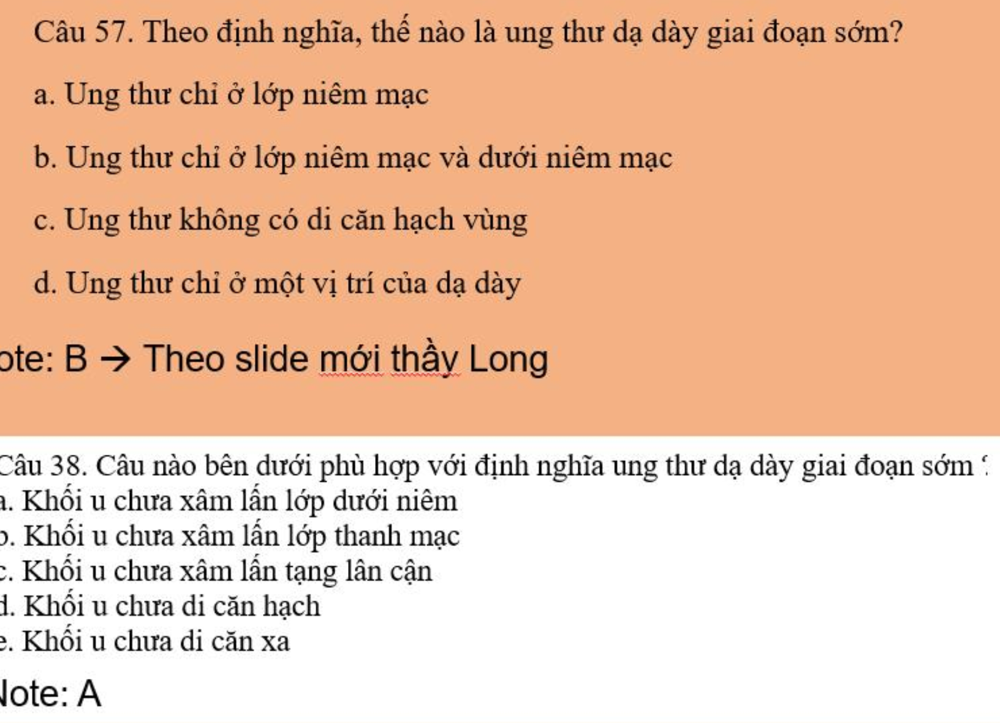 Câu 57. Theo định nghĩa, thế nào là ung thư dạ dày giai đoạn sớm?
a. Ung thư chỉ ở lớp niêm mạc
b. Ung thư chỉ ở lớp niêm mạc và dưới niêm mạc
c. Ung thư không có di căn hạch vùng
d. Ung thư chỉ ở một vị trí của dạ dày
ote: B → Theo slide mới thầy Long
Câu 38. Câu nào bên dưới phù hợp với định nghĩa ung thư dạ dày giai đoạn sớm ?
a. Khối u chưa xâm lấn lớp dưới niêm
b. Khối u chưa xâm lấn lớp thanh mạc
c. Khối u chưa xâm lấn tạng lân cận
d. Khối u chưa di căn hạch
e. Khối u chưa di căn xa
Note: A